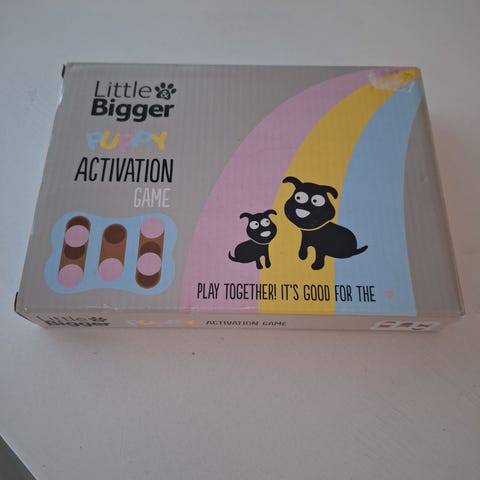 Little &
Bigger
PUPPY
ACTIVATION
GAME
PLAY TOGETHER! IT'S GOOD FOR THE
Little &
Bigger
PUPPY
ACTIVATION GAME